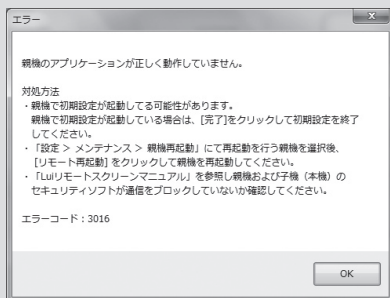 エラー
x
親機のアプリケーションが正しく動作していません。
対処方法
・親機で初期設定が起動してる可能性があります。
親機で初期設定が起動している場合は、[完了]をクリックして初期設定を終了
してください。
・「設定 > メンテナンス > 親機再起動」にて再起動を行う親機を選択後、
[リモート再起動] をクリックして親機を再起動してください。
・「Luiリモートスクリーンマニュアル」を参照し親機および子機（本機）の
セキュリティソフトが通信をブロックしていないか確認してください。
エラーコード：3016
OK